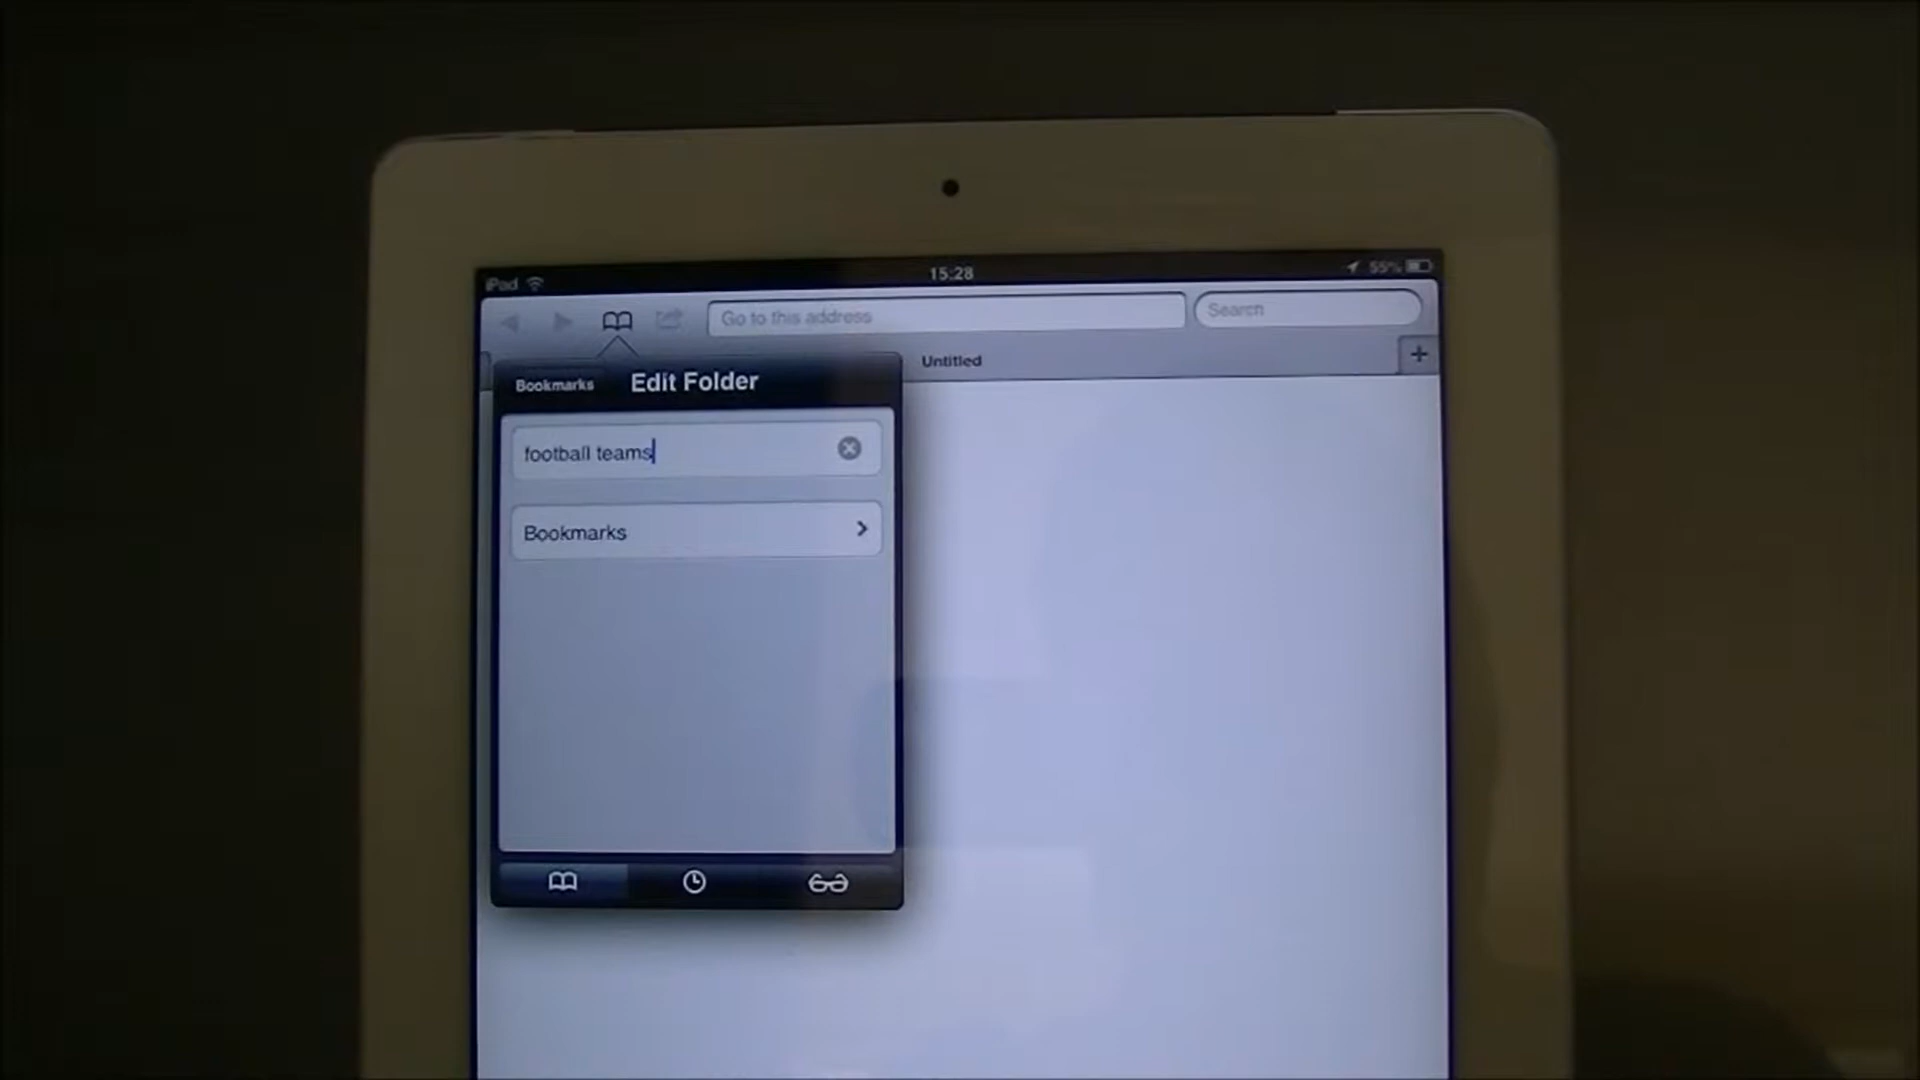 iPad
15:28
55%
Go to this address
Search
Untitled
Bookmarks
Edit Folder
football teams
Bookmarks